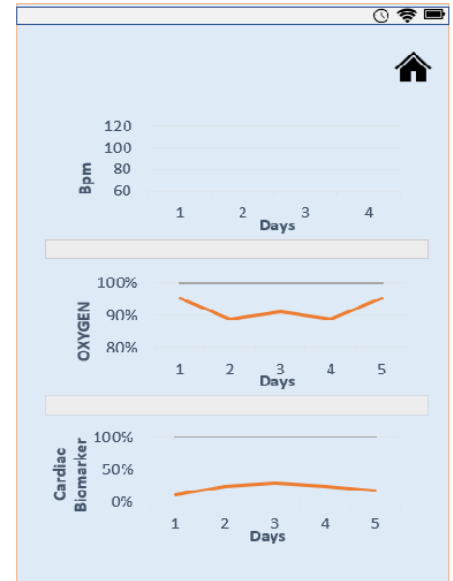 120
100
80
60
Bpm
1 2 3 4
Days
100%
90%
80%
OXYGEN
1 2 3 4 5
Days
100%
50%
0%
Cardiac
Biomarker
1 2 3 4 5
Days